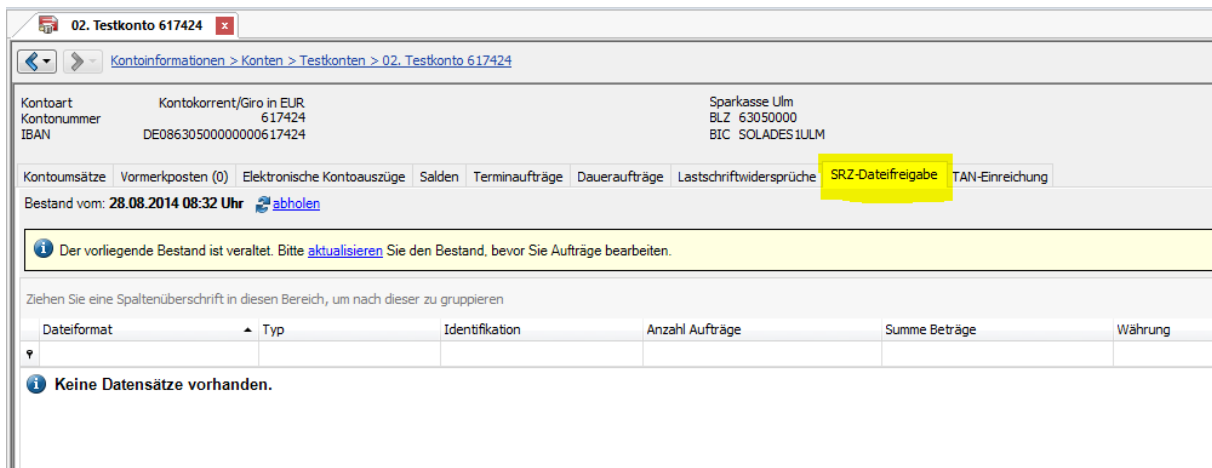 02. Testkonto 617424 x
Kontoinformationen > Konten > Testkonten > 02. Testkonto 617424
Kontoart Kontokorrent/Giro in EUR Sparkasse Ulm
Kontonummer 617424 BLZ 63050000
IBAN DE08630500000000617424 BIC SOLADES1ULM
Kontoumsätze Vormerkposten (0) Elektronische Kontoauszüge Salden Terminaufträge Daueraufträge Lastschriftwidersprüche SRZ-Dateifreigabe TAN-Einreichung
Bestand vom: 28.08.2014 08:32 Uhr abholen
Der vorliegende Bestand ist veraltet. Bitte aktualisieren Sie den Bestand, bevor Sie Aufträge bearbeiten.
Ziehen Sie eine Spaltenüberschrift in diesen Bereich, um nach dieser zu gruppieren
Dateiformat Typ Identifikation Anzahl Aufträge Summe Beträge Währung
Keine Datensätze vorhanden.